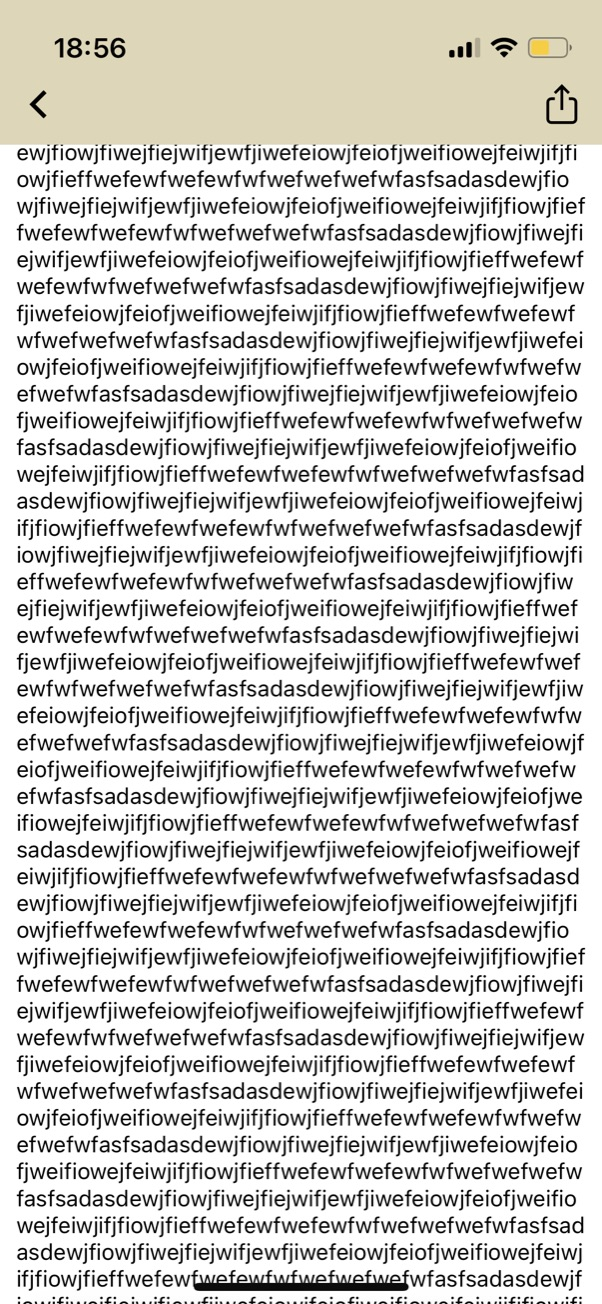 18:56
ewjfiowjfiwejfiejwifjewfjiwefeiowjfeiofjweifiowejfeiwjifjfi
owjfieffwefewfwefewfwfwefwefwefwfasfsadasdewjfio
wjfiwejfiejwifjewfjiwefeiowjfeiofjweifiowejfeiwjifjfiowjfief
fwefewfwefewfwfwefwefwefwfasfsadasdewjfiowjfiwejfi
ejwifjewfjiwefeiowjfeiofjweifiowejfeiwjifjfiowjfieffwefewf
wefewfwfwefwefwefwfasfsadasdewjfiowjfiwejfiejwifjew
fjiwefeiowjfeiofjweifiowejfeiwjifjfiowjfieffwefewfwefewf
wfwefwefwefwfasfsadasdewjfiowjfiwejfiejwifjewfjiwefei
owjfeiofjweifiowejfeiwjifjfiowjfieffwefewfwefewfwfwefw
efwefwfasfsadasdewjfiowjfiwejfiejwifjewfjiwefeiowjfeio
fjweifiowejfeiwjifjfiowjfieffwefewfwefewfwfwefwefwefw
fasfsadasdewjfiowjfiwejfiejwifjewfjiwefeiowjfeiofjweifio
wejfeiwjifjfiowjfieffwefewfwefewfwfwefwefwefwfasfsad
asdewjfiowjfiwejfiejwifjewfjiwefeiowjfeiofjweifiowejfeiwj
ifjfiowjfieffwefewfwefewfwfwefwefwefwfasfsadasdewjf
iowjfiwejfiejwifjewfjiwefeiowjfeiofjweifiowejfeiwjifjfiowjfi
effwefewfwefewfwfwefwefwefwfasfsadasdewjfiowjfiw
ejfiejwifjewfjiwefeiowjfeiofjweifiowejfeiwjifjfiowjfieffwef
ewfwefewfwfwefwefwefwfasfsadasdewjfiowjfiwejfiejwi
fjewfjiwefeiowjfeiofjweifiowejfeiwjifjfiowjfieffwefewfwef
ewfwfwefwefwefwfasfsadasdewjfiowjfiwejfiejwifjewfjiw
efeiowjfeiofjweifiowejfeiwjifjfiowjfieffwefewfwefewfwfw
efwefwefwfasfsadasdewjfiowjfiwejfiejwifjewfjiwefeiowjf
eiofjweifiowejfeiwjifjfiowjfieffwefewfwefewfwfwefwefw
efwfasfsadasdewjfiowjfiwejfiejwifjewfjiwefeiowjfeiofjwe
ifiowejfeiwjifjfiowjfieffwefewfwefewfwfwefwefwefwfasf
sadasdewjfiowjfiwejfiejwifjewfjiwefeiowjfeiofjweifiowejf
eiwjifjfiowjfieffwefewfwefewfwfwefwefwefwfasfsadasd
ewjfiowjfiwejfiejwifjewfjiwefeiowjfeiofjweifiowejfeiwjifjfi
owjfieffwefewfwefewfwfwefwefwefwfasfsadasdewjfio
wjfiwejfiejwifjewfjiwefeiowjfeiofjweifiowejfeiwjifjfiowjfief
fwefewfwefewfwfwefwefwefwfasfsadasdewjfiowjfiwejfi
ejwifjewfjiwefeiowjfeiofjweifiowejfeiwjifjfiowjfieffwefewf
wefewfwfwefwefwefwfasfsadasdewjfiowjfiwejfiejwifjew
fjiwefeiowjfeiofjweifiowejfeiwjifjfiowjfieffwefewfwefewf
wfwefwefwefwfasfsadasdewjfiowjfiwejfiejwifjewfjiwefei
owjfeiofjweifiowejfeiwjifjfiowjfieffwefewfwefewfwfwefw
efwefwfasfsadasdewjfiowjfiwejfiejwifjewfjiwefeiowjfeio
fjweifiowejfeiwjifjfiowjfieffwefewfwefewfwfwefwefwefw
fasfsadasdewjfiowjfiwejfiejwifjewfjiwefeiowjfeiofjweifio
wejfeiwjifjfiowjfieffwefewfwefewfwfwefwefwefwfasfsad
asdewjfiowjfiwejfiejwifjewfjiwefeiowjfeiofjweifiowejfeiwj
ifjfiowjfieffwefewfwefewfwfwefwefwefwfasfsadasdewjf